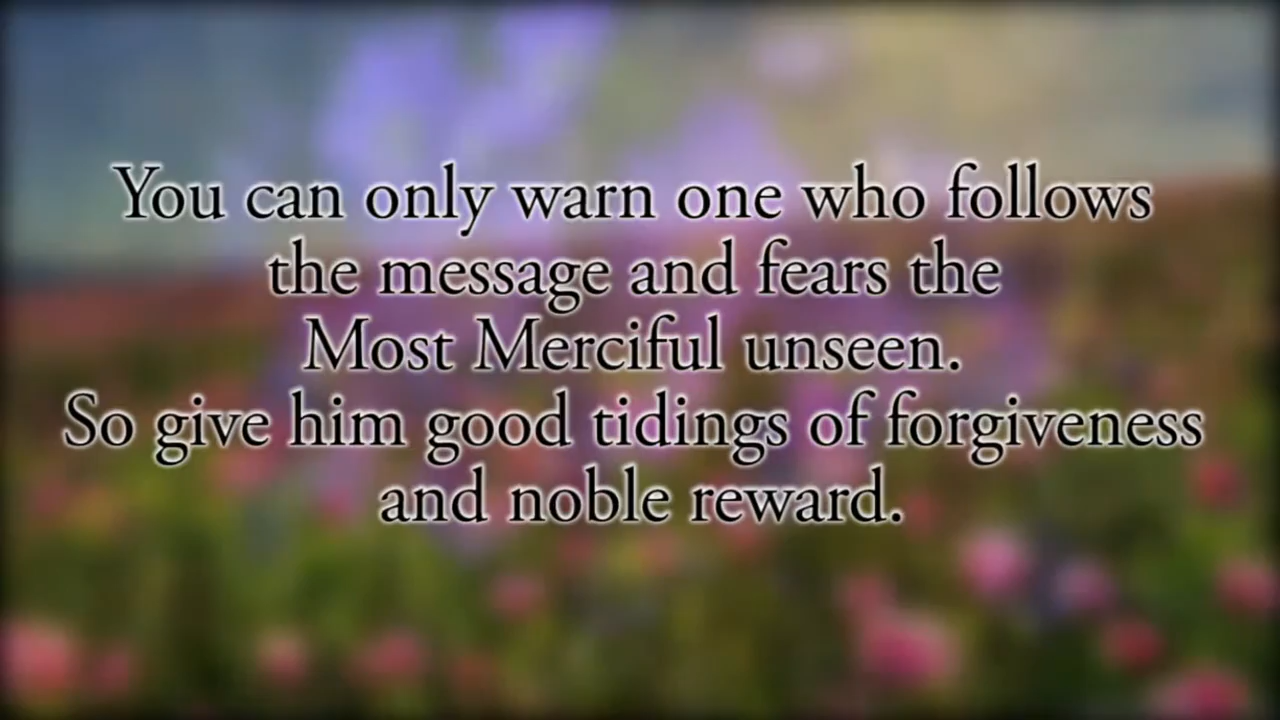 You can only warn one who follows
the message and fears the
Most Merciful unseen.
So give him good tidings of forgiveness
and noble reward.